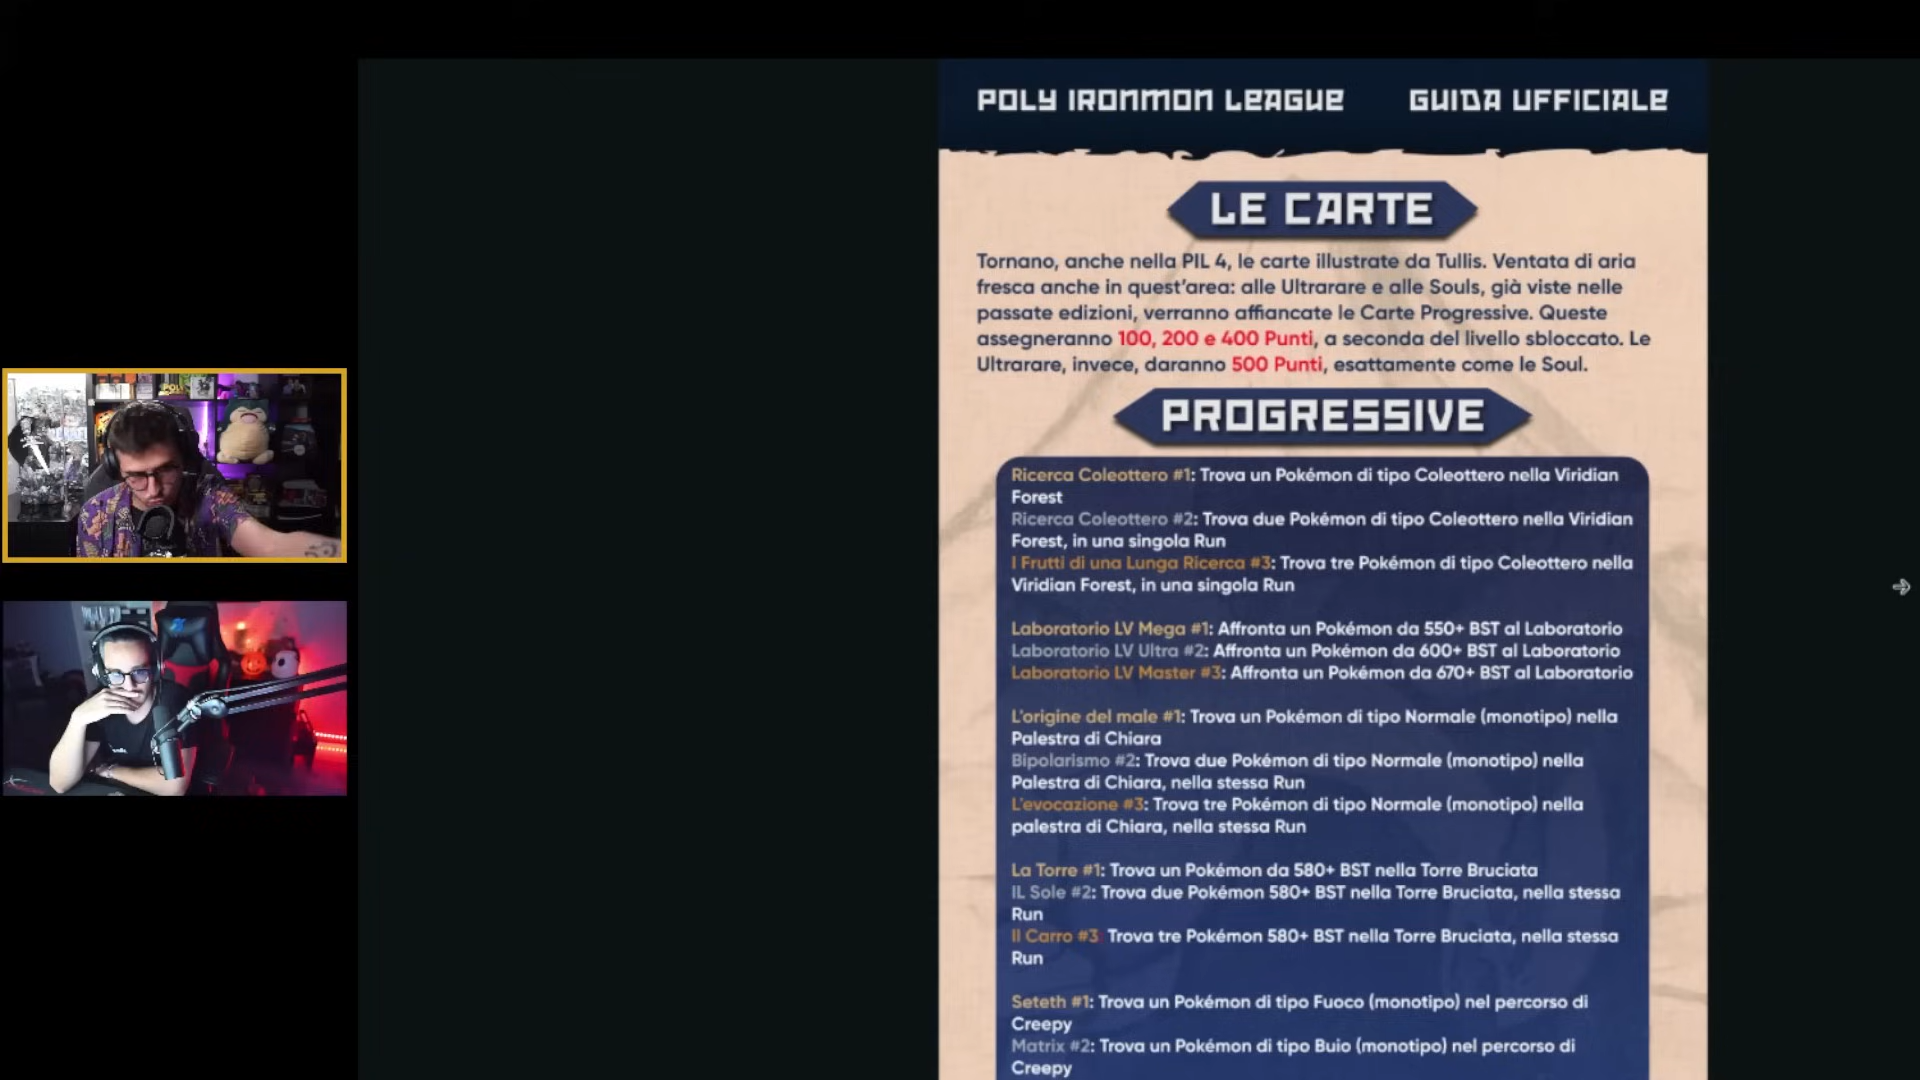 POLY IRONMON LEAGUE GUIDA UFFICIALE
LE CARTE
Tornano, anche nella PIL 4, le carte illustrate da Tullis. Ventata di aria
fresca anche in quest'area: alle Ultrarare e alle Souls, già viste nelle
passate edizioni, verranno affiancate le Carte Progressive. Queste
assegneranno 100, 200 e 400 Punti, a seconda del livello sbloccato. Le
Ultrarare, invece, daranno 500 Punti, esattamente come le Soul.
PROGRESSIVE
Ricerca Coleottero #1: Trova un Pokémon di tipo Coleottero nella Viridian
Forest
Ricerca Coleottero #2: Trova due Pokémon di tipo Coleottero nella Viridian
Forest, in una singola Run
I Frutti di una Lunga Ricerca #3: Trova tre Pokémon di tipo Coleottero nella
Viridian Forest, in una singola Run
Laboratorio LV Mega #1: Affronta un Pokémon da 550+ BST al Laboratorio
Laboratorio LV Ultra #2: Affronta un Pokémon da 600+ BST al Laboratorio
Laboratorio LV Master #3: Affronta un Pokémon da 670+ BST al Laboratorio
L'origine del male #1: Trova un Pokémon di tipo Normale (monotipo) nella
Palestra di Chiara
Bipolarismo #2: Trova due Pokémon di tipo Normale (monotipo) nella
Palestra di Chiara, nella stessa Run
L'evocazione #3: Trova tre Pokémon di tipo Normale (monotipo) nella
palestra di Chiara, nella stessa Run
La Torre #1: Trova un Pokémon da 580+ BST nella Torre Bruciata
IL Sole #2: Trova due Pokémon 580+ BST nella Torre Bruciata, nella stessa
Run
Il Carro #3: Trova tre Pokémon 580+ BST nella Torre Bruciata, nella stessa
Run
Seteth #1: Trova un Pokémon di tipo Fuoco (monotipo) nel percorso di
Creepy
Matrix #2: Trova un Pokémon di tipo Buio (monotipo) nel percorso di
Creepy